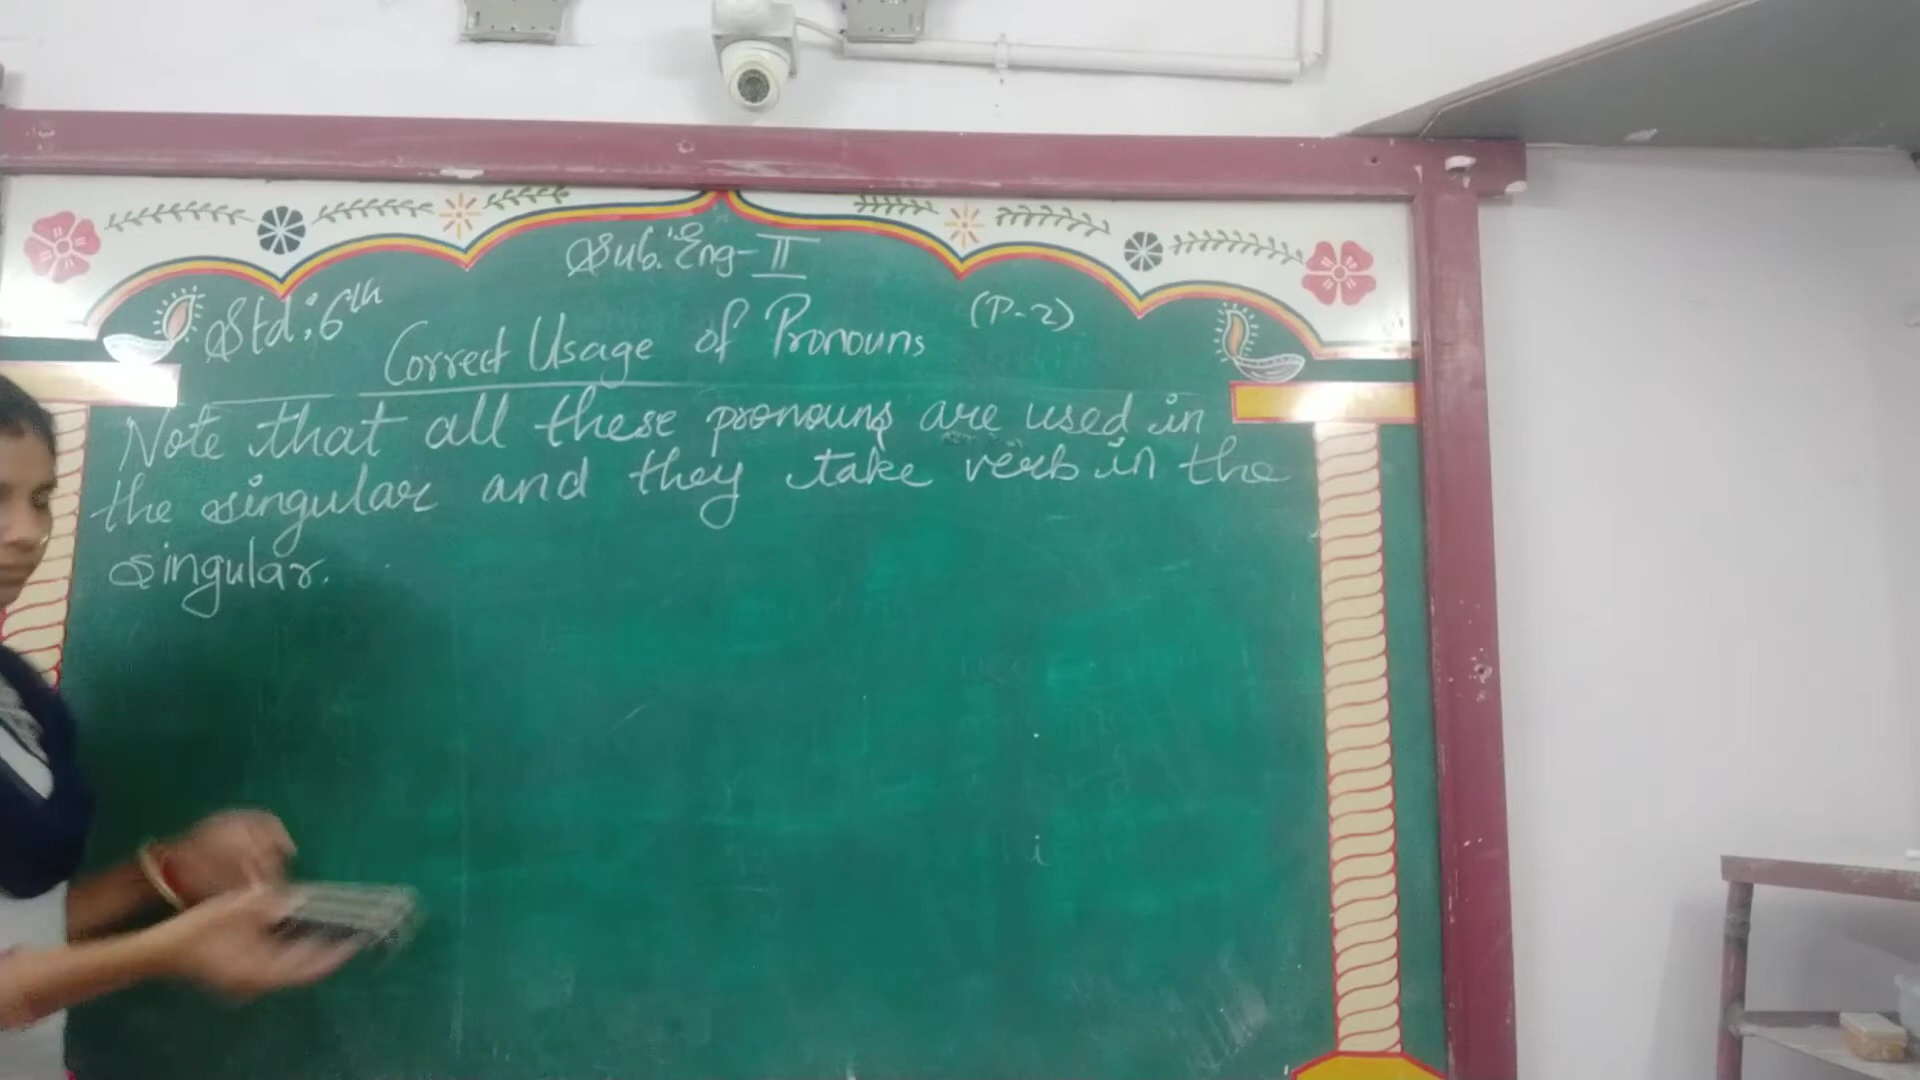 Sub: Eng-II
Std: 6th
Correct Usage of Pronouns (P-2)
Note that all these pronouns are used in
the singular and they take verb in the
singular.